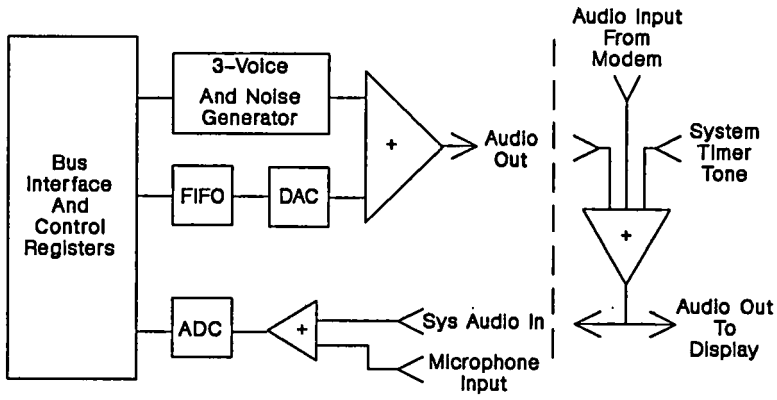 Bus
Interface
And
Control
Registers
3-Voice
And Noise
Generator
FIFO
DAC
+
Audio
Out
ADC
+
Sys Audio In
Microphone
Input
Audio Input
From
Modem
System
Timer
Tone
+
Audio Out
To
Display